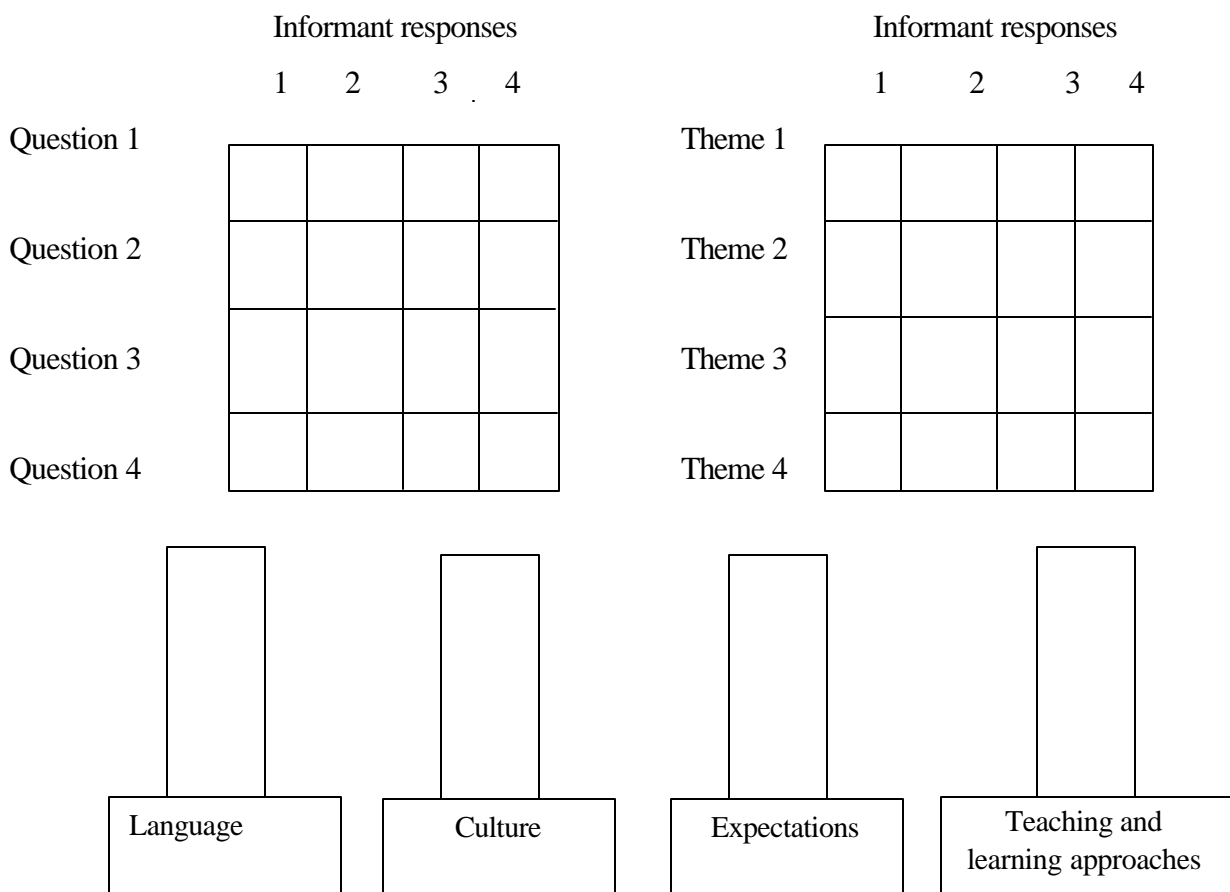 Informant responses
1 2 3 4
Question 1
Question 2
Question 3
Question 4
Informant responses
1 2 3 4
Theme 1
Theme 2
Theme 3
Theme 4
Language
Culture
Expectations
Teaching and
learning approaches